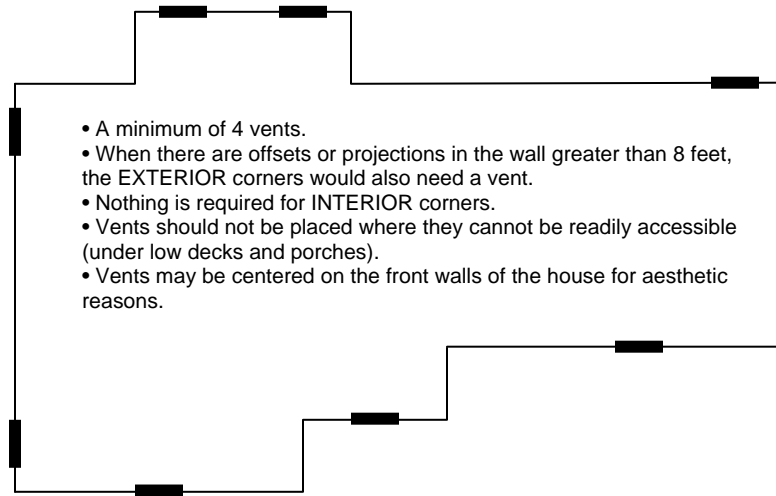 • A minimum of 4 vents.
• When there are offsets or projections in the wall greater than 8 feet,
the EXTERIOR corners would also need a vent.
• Nothing is required for INTERIOR corners.
• Vents should not be placed where they cannot be readily accessible
(under low decks and porches).
• Vents may be centered on the front walls of the house for aesthetic
reasons.